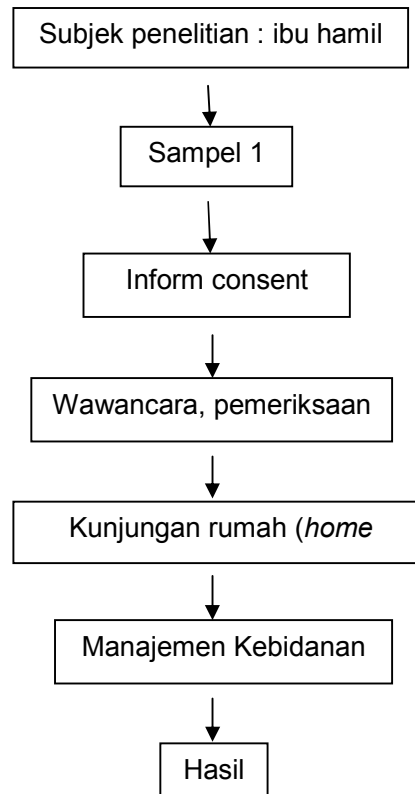 Subjek penelitian : ibu hamil
Sampel 1
Inform consent
Wawancara, pemeriksaan
Kunjungan rumah (home
Manajemen Kebidanan
Hasil